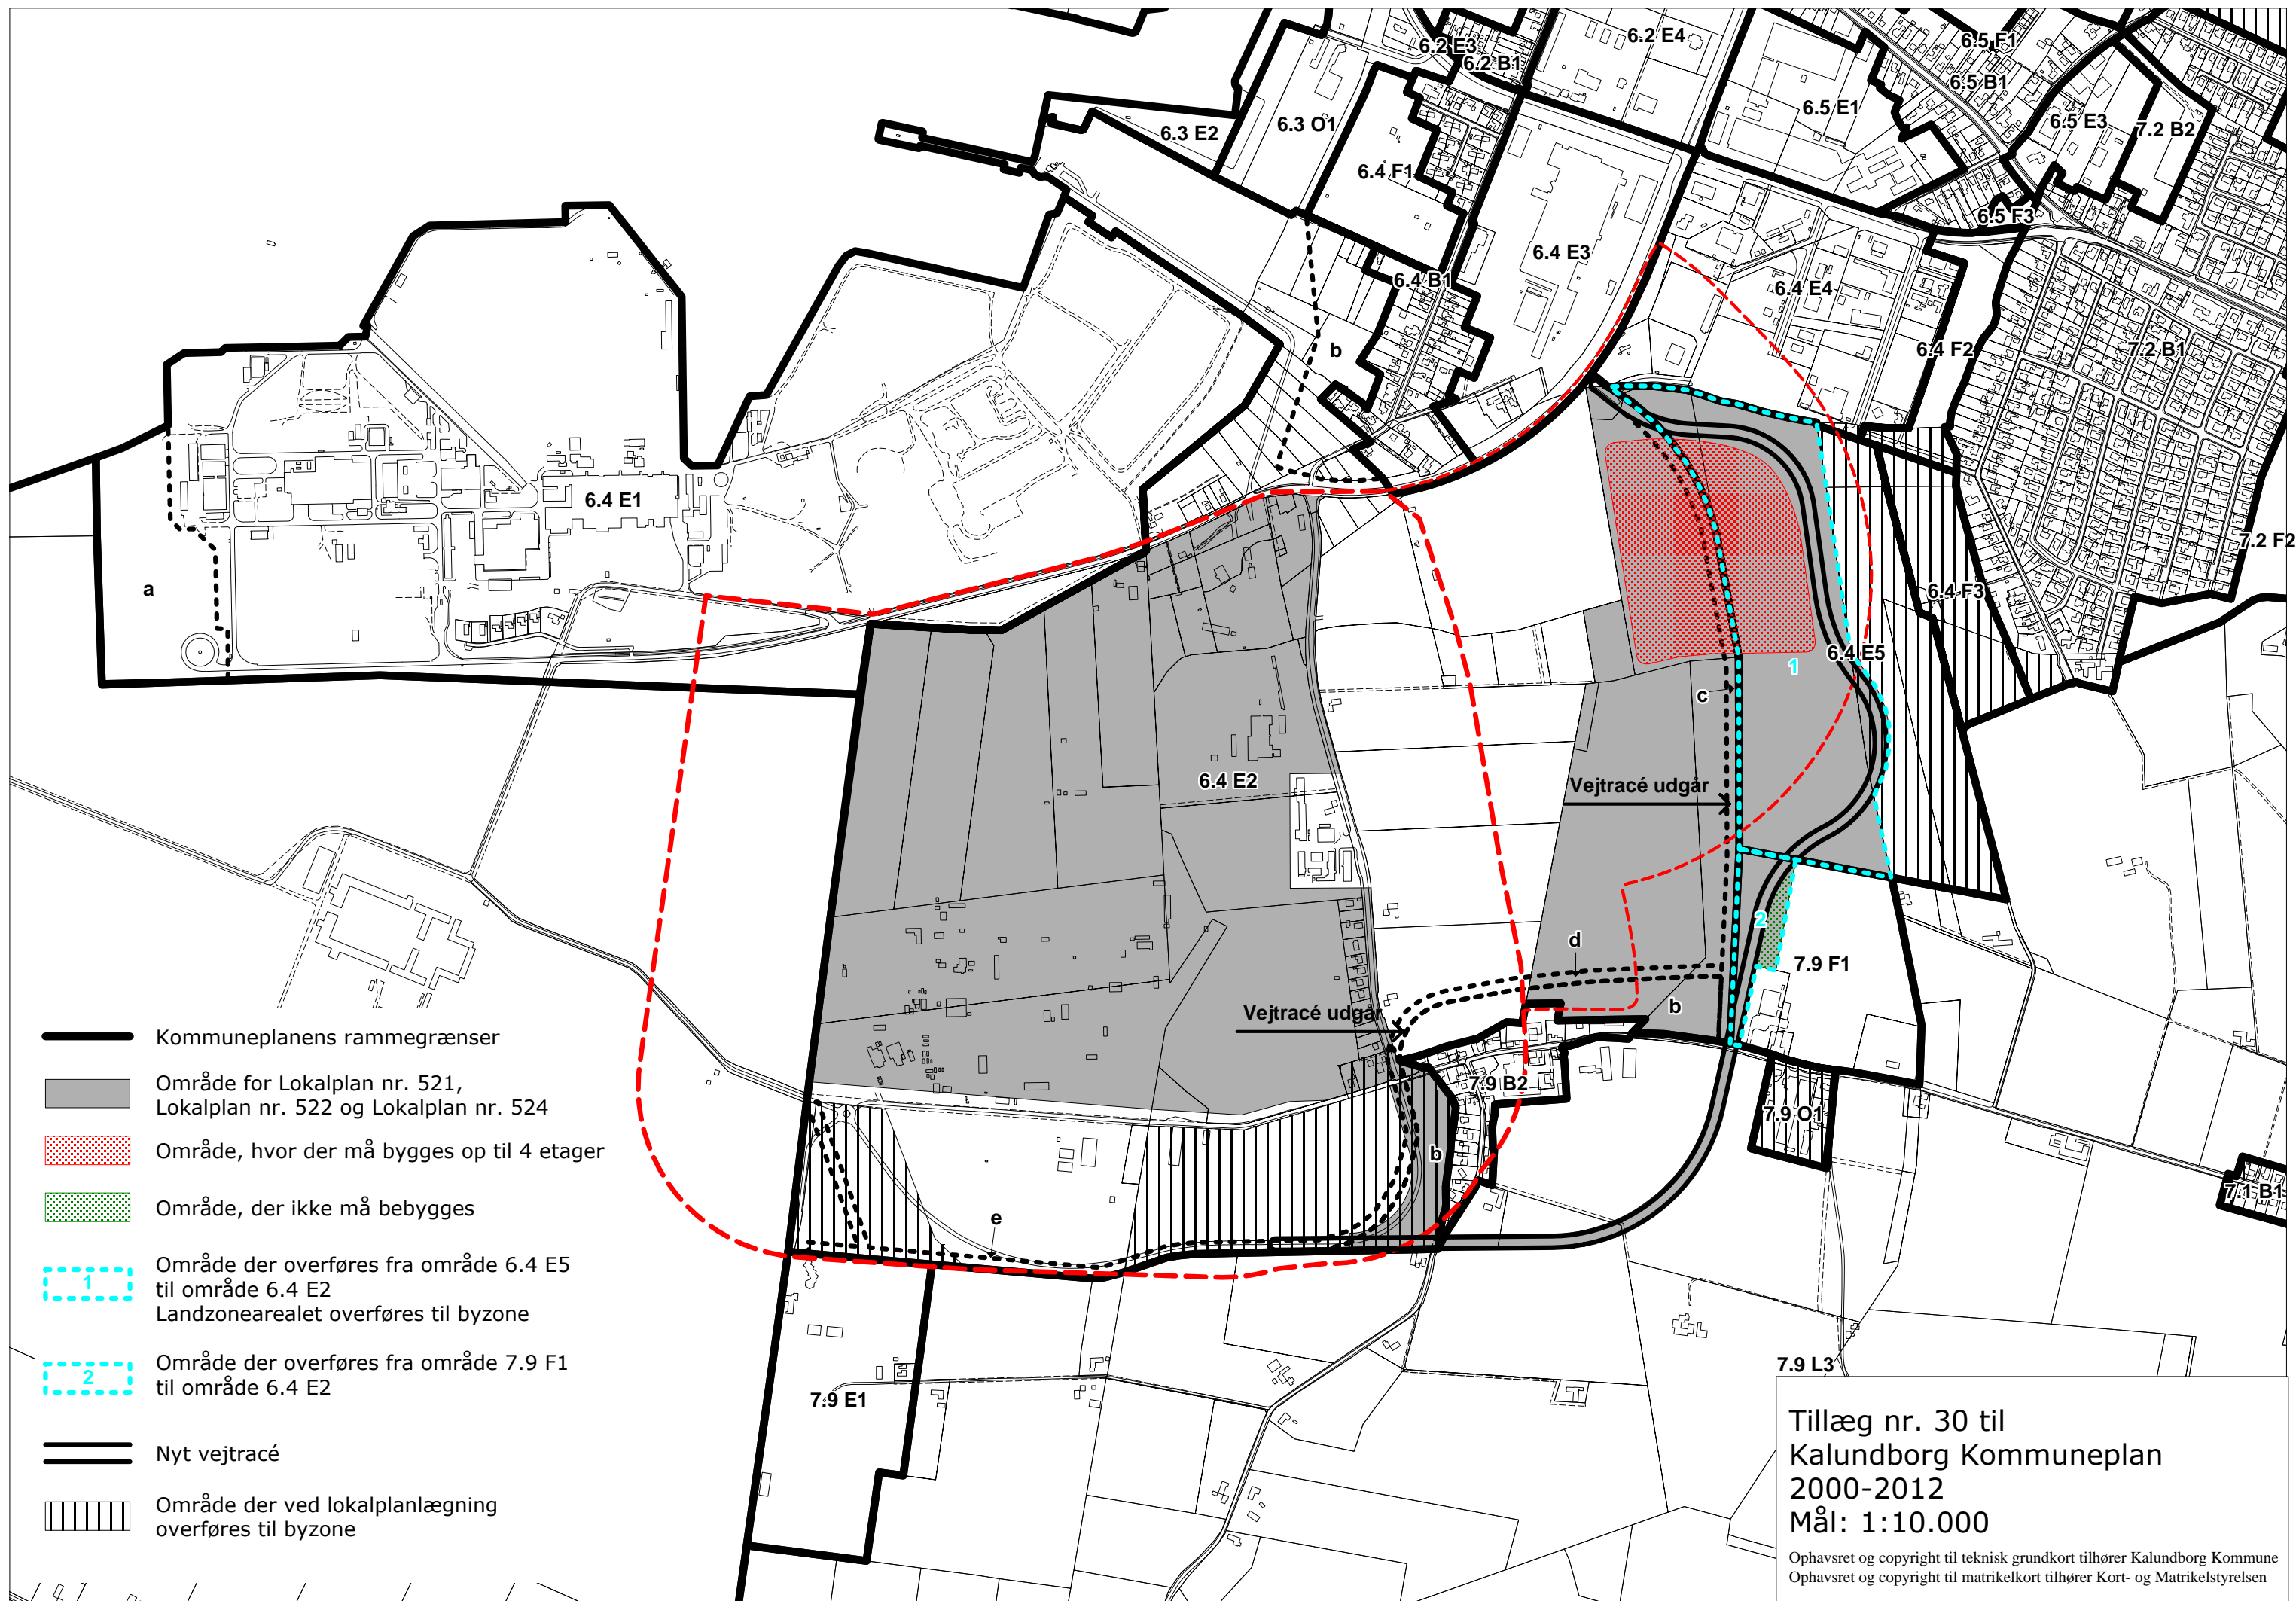 6.2 E3
6.2 B1
6.2 E4
6.5 F1
6.5 B1
6.5 E1
6.5 E3
7.2 B2
6.3 E2
6.3 O1
6.4 F1
6.5 F3
6.4 E3
6.4 B1
6.4 E4
b
6.4 F2
7.2 B1
6.4 E1
7.2 F2
a
6.4 F3
6.4 E5
1
c
6.4 E2
Vejtracé udgår
2
d
7.9 F1
b
Vejtracé udgår
7.9 B2
7.9 O1
b
7.1 B1
e
7.9 L3
7.9 E1
Kommuneplanens rammegrænser
Område for Lokalplan nr. 521,
Lokalplan nr. 522 og Lokalplan nr. 524
Område, hvor der må bygges op til 4 etager
Område, der ikke må bebygges
1
Område der overføres fra område 6.4 E5
til område 6.4 E2
Landzonearealet overføres til byzone
2
Område der overføres fra område 7.9 F1
til område 6.4 E2
Nyt vejtracé
Område der ved lokalplanlægning
overføres til byzone
Tillæg nr. 30 til
Kalundborg Kommuneplan
2000-2012
Mål: 1:10.000
Ophavsret og copyright til teknisk grundkort tilhører Kalundborg Kommune
Ophavsret og copyright til matrikelkort tilhører Kort- og Matrikelstyrelsen